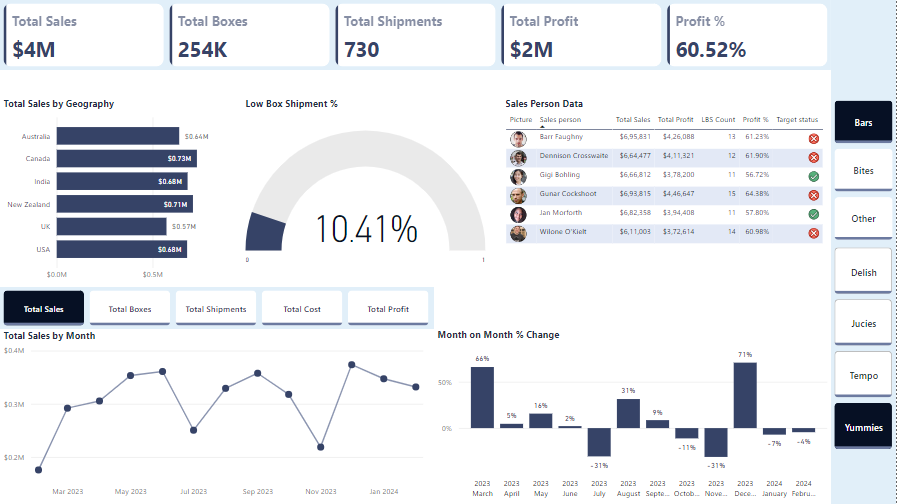 Total Sales
$4M
Total Boxes
254K
Total Shipments
730
Total Profit
$2M
Profit %
60.52%
Total Sales by Geography
Australia $0.64M
Canada $0.73M
India $0.68M
New Zealand $0.71M
UK $0.57M
USA $0.68M
$0.0M $0.5M
Low Box Shipment %
10.41%
0 1
Sales Person Data
Picture Sales person Total Sales Total Profit LBS Count Profit % Target status
Barr Faughny $6,95,831 $4,26,088 13 61.23%
Dennison Crosswaite $6,64,477 $4,11,321 12 61.90%
Gigi Bohling $6,66,812 $3,78,200 11 56.72%
Gunar Cockshoot $6,93,815 $4,46,647 15 64.38%
Jan Morforth $6,82,358 $3,94,408 11 57.80%
Wilone O'Kielt $6,11,003 $3,72,614 14 60.98%
Bars
Bites
Other
Delish
Jucies
Tempo
Yummies
Total Sales
Total Boxes
Total Shipments
Total Cost
Total Profit
Total Sales by Month
$0.4M
$0.3M
$0.2M
Mar 2023 May 2023 Jul 2023 Sep 2023 Nov 2023 Jan 2024
Month on Month % Change
50%
0%
66% 5% 16% 2% -31% 31% 9% -11% -31% 71% -7% -4%
2023 2023 2023 2023 2023 2023 2023 2023 2023 2023 2024 2024
March April May June July August Septe... Octob... Nove... Dece... January Febru...